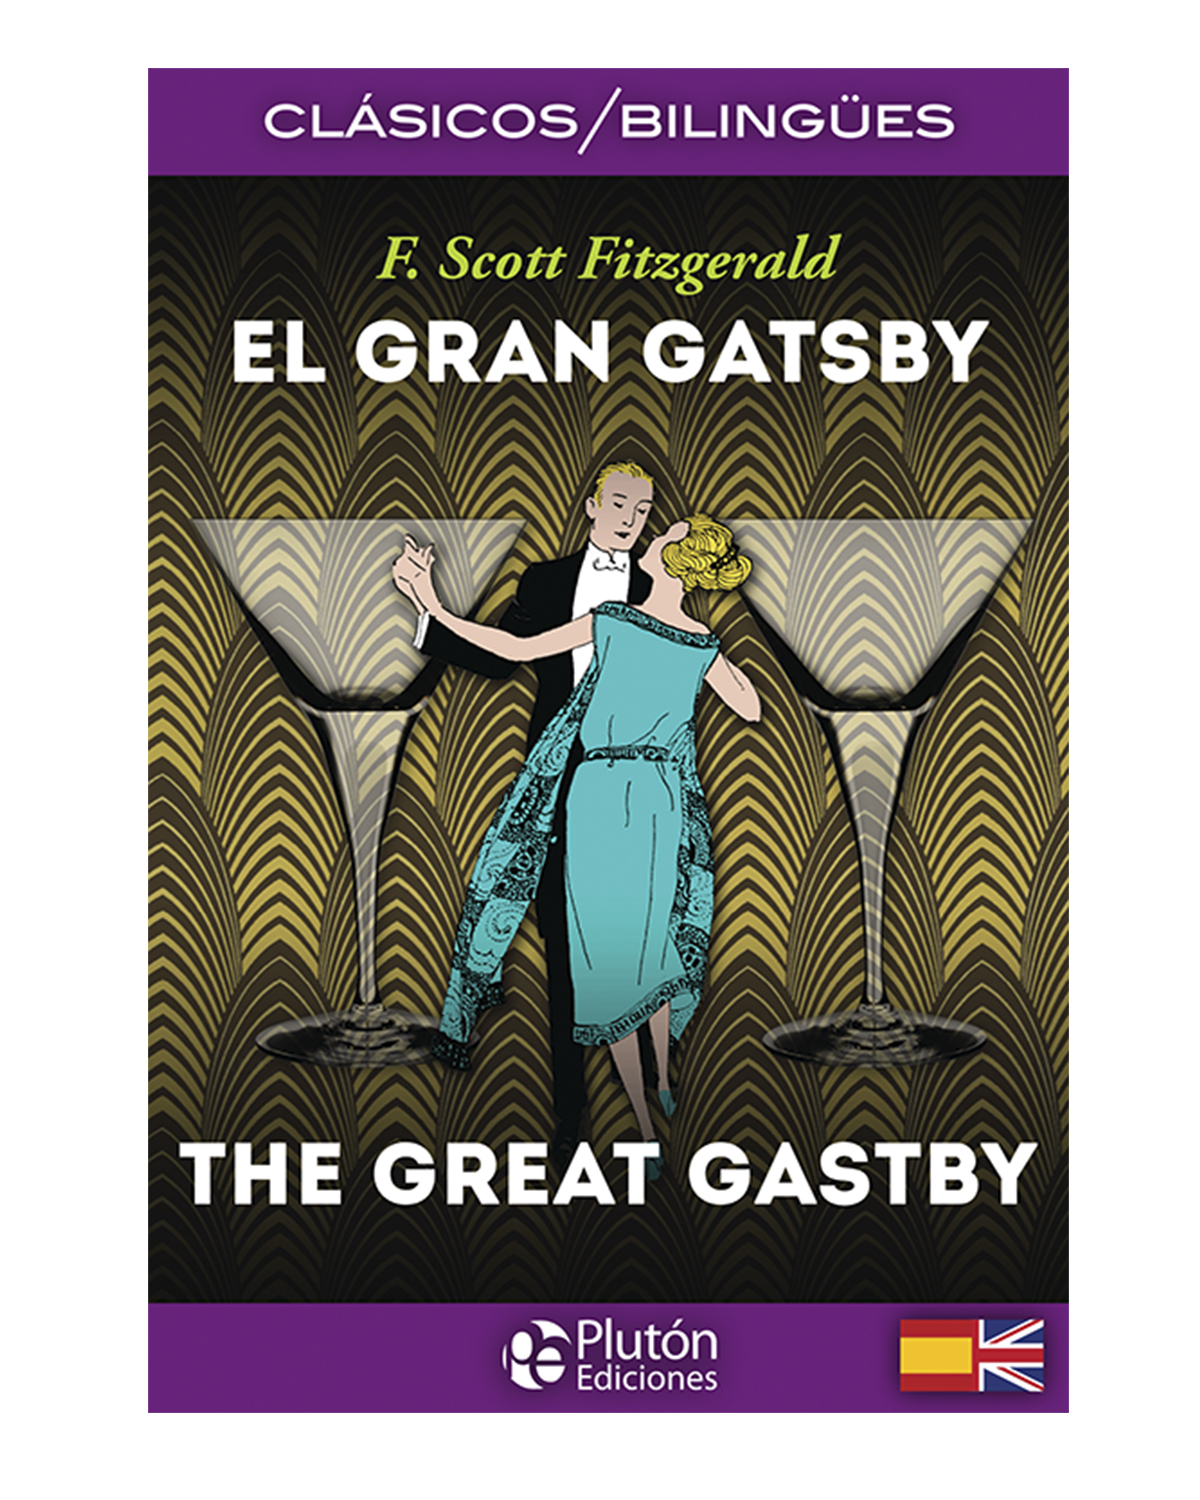 CLÁSICOS/BILINGÜES
F. Scott Fitzgerald
EL GRAN GATSBY
THE GREAT GASTBY
Plutón
Ediciones